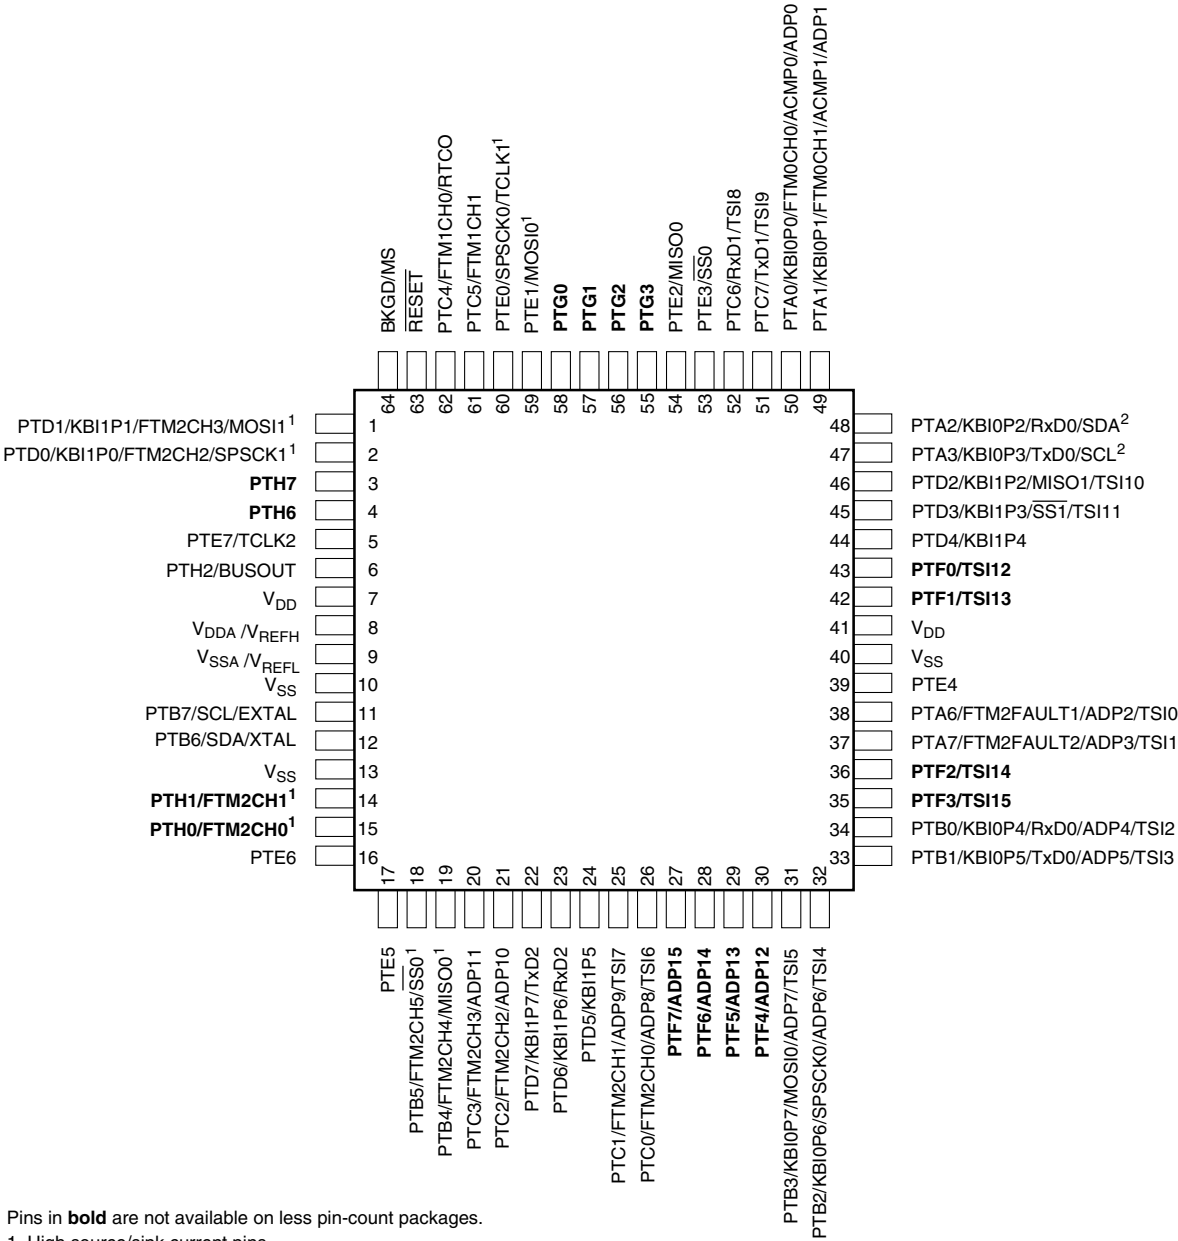 BKGD/MS
RESET
PTC4/FTM1CH0/RTCO
PTC5/FTM1CH1
PTE0/SPSCK0/TCLK1¹
PTE1/MOSI0¹
PTG0
PTG1
PTG2
PTG3
PTE2/MISO0
PTE3/SS0
PTC6/RxD1/TSI8
PTC7/TxD1/TSI9
PTA0/KBI0P0/FTM0CH0/ACMP0/ADP0
PTA1/KBI0P1/FTM0CH1/ACMP1/ADP1
64 63 62 61 60 59 58 57 56 55 54 53 52 51 50 49
PTD1/KBI1P1/FTM2CH3/MOSI1¹ 1
PTD0/KBI1P0/FTM2CH2/SPSCK1¹ 2
PTH7 3
PTH6 4
PTE7/TCLK2 5
PTH2/BUSOUT 6
VDD 7
VDDA /VREFH 8
VSSA /VREFL 9
VSS 10
PTB7/SCL/EXTAL 11
PTB6/SDA/XTAL 12
VSS 13
PTH1/FTM2CH1¹ 14
PTH0/FTM2CH0¹ 15
PTE6 16
48 PTA2/KBI0P2/RxD0/SDA²
47 PTA3/KBI0P3/TxD0/SCL²
46 PTD2/KBI1P2/MISO1/TSI10
45 PTD3/KBI1P3/SS1/TSI11
44 PTD4/KBI1P4
43 PTF0/TSI12
42 PTF1/TSI13
41 VDD
40 VSS
39 PTE4
38 PTA6/FTM2FAULT1/ADP2/TSI0
37 PTA7/FTM2FAULT2/ADP3/TSI1
36 PTF2/TSI14
35 PTF3/TSI15
34 PTB0/KBI0P4/RxD0/ADP4/TSI2
33 PTB1/KBI0P5/TxD0/ADP5/TSI3
17 18 19 20 21 22 23 24 25 26 27 28 29 30 31 32
PTE5
PTB5/FTM2CH5/SS0¹
PTB4/FTM2CH4/MISO0¹
PTC3/FTM2CH3/ADP11
PTC2/FTM2CH2/ADP10
PTD7/KBI1P7/TxD2
PTD6/KBI1P6/RxD2
PTD5/KBI1P5
PTC1/FTM2CH1/ADP9/TSI7
PTC0/FTM2CH0/ADP8/TSI6
PTF7/ADP15
PTF6/ADP14
PTF5/ADP13
PTF4/ADP12
PTB3/KBI0P7/MOSI0/ADP7/TSI5
PTB2/KBI0P6/SPSCK0/ADP6/TSI4
Pins in bold are not available on less pin-count packages.
1. High source/sink current pins